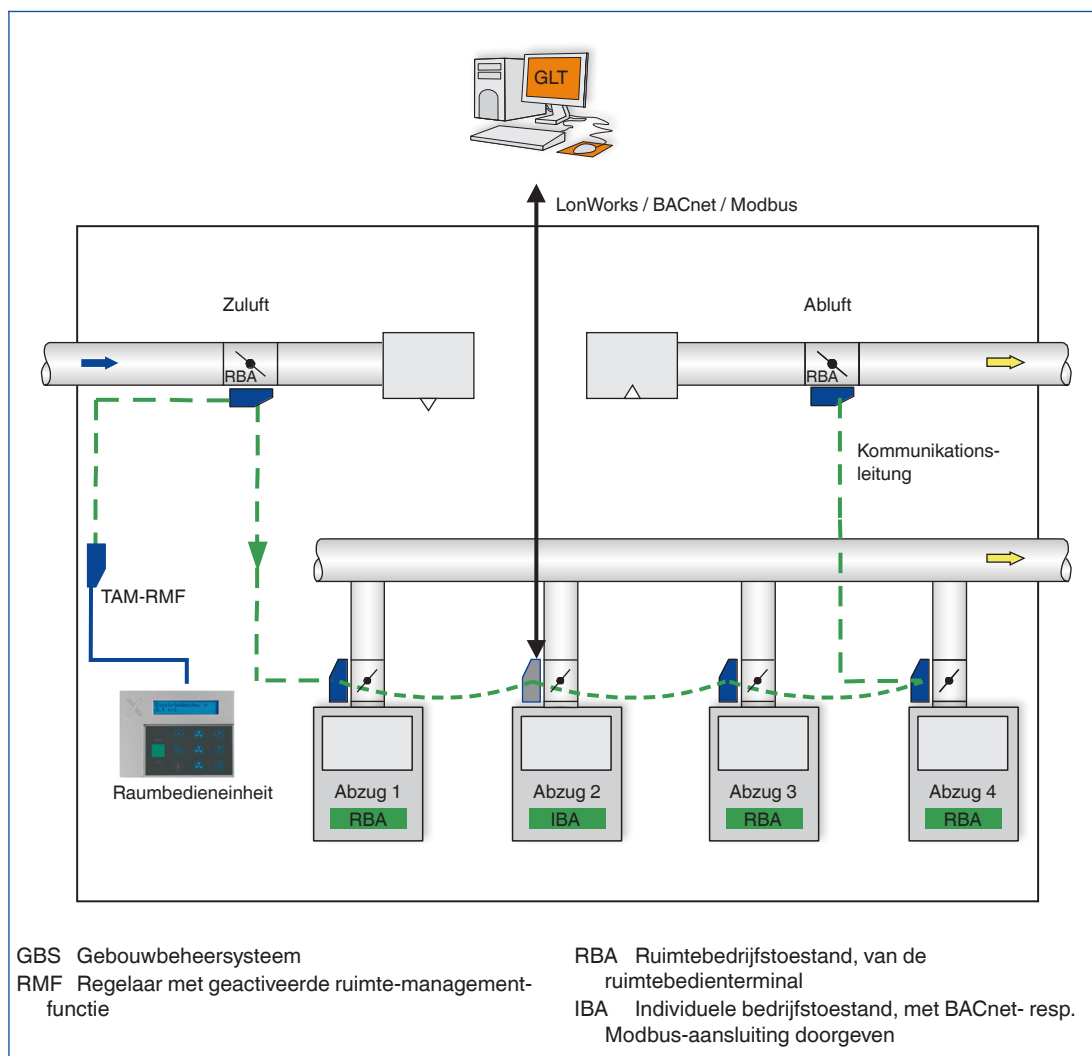 GLT
LonWorks / BACnet / Modbus
Zuluft
Abluft
RBA
RBA
Kommunikations-
leitung
TAM-RMF
Raumbedieneinheit
Abzug 1
RBA
Abzug 2
IBA
Abzug 3
RBA
Abzug 4
RBA
GBS Gebouwbeheersysteem
RMF Regelaar met geactiveerde ruimte-management-
functie
RBA Ruimtebedrijfstoestand, van de
ruimtebedienterminal
IBA Individuele bedrijfstoestand, met BACnet- resp.
Modbus-aansluiting doorgeven